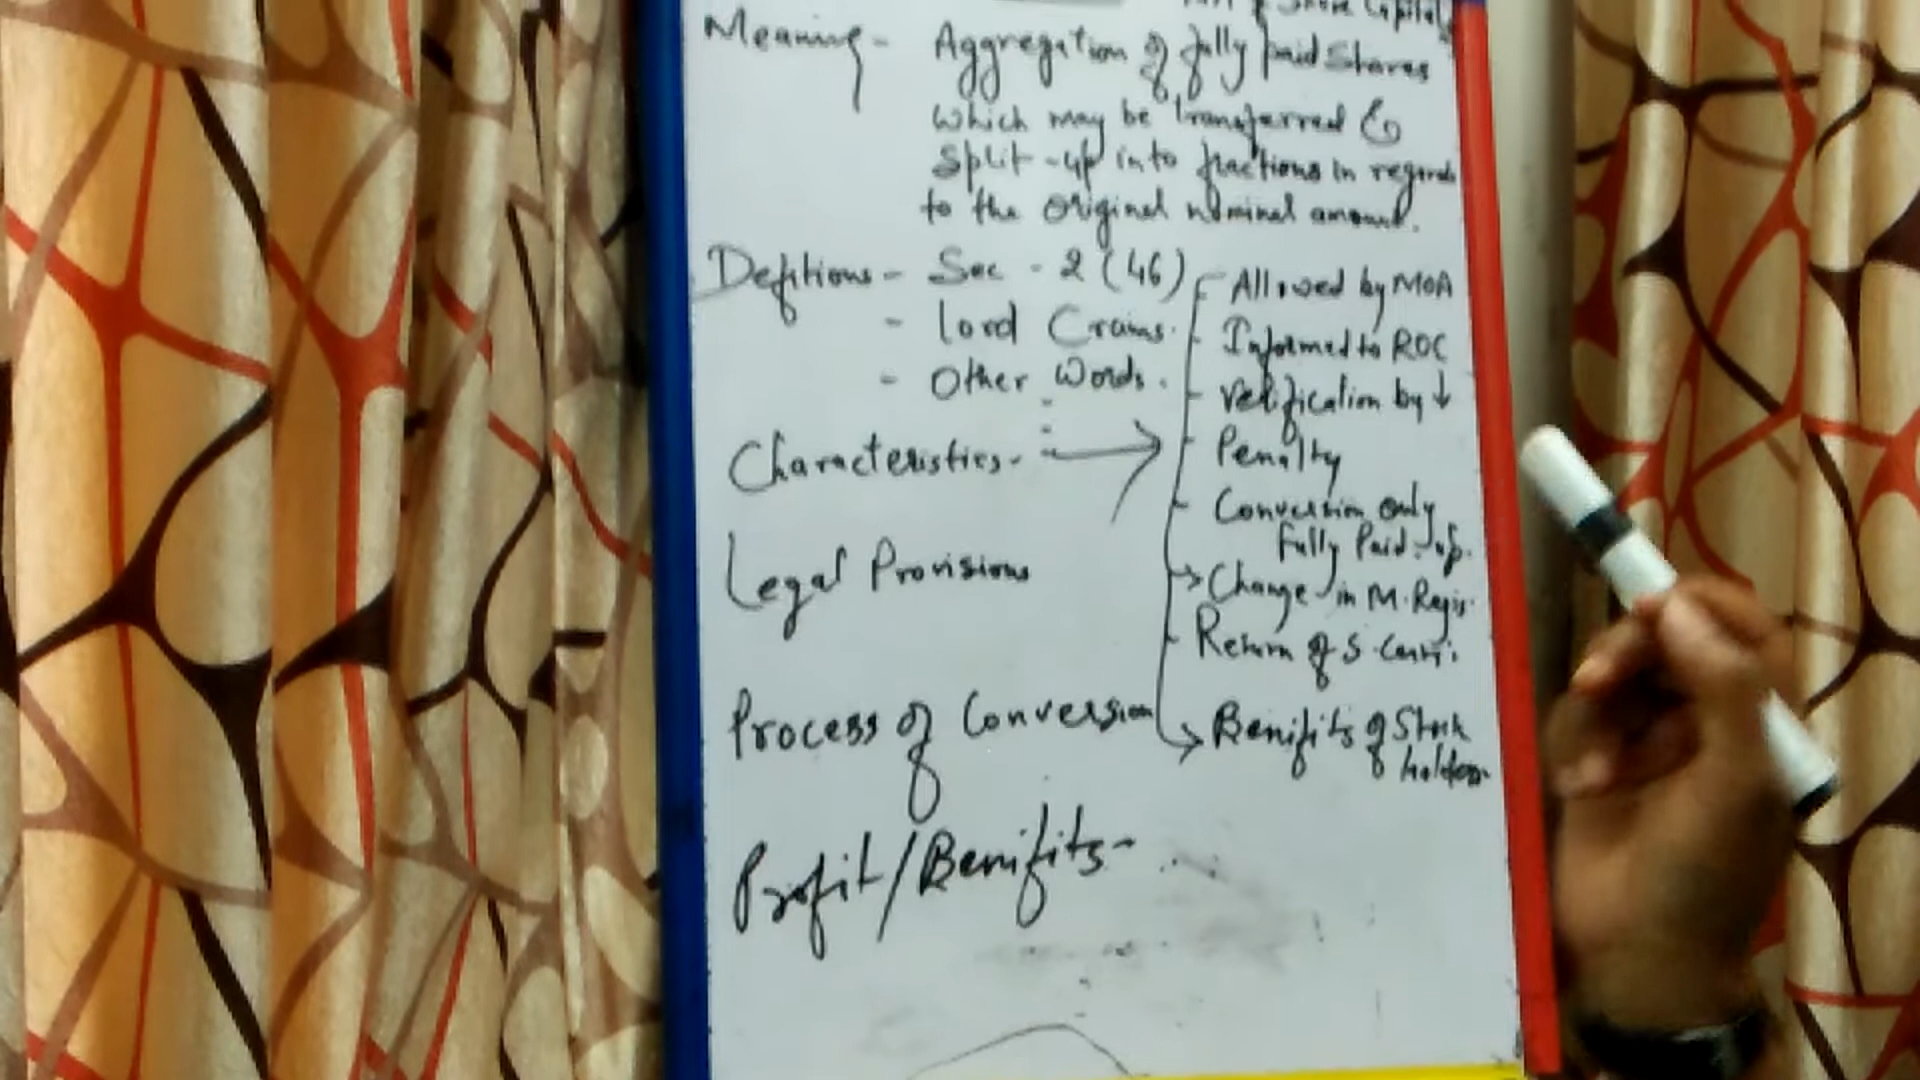 Share Capital
Meaning - Aggregation of fully paid Shares
which may be transferred &
Split-up into fractions in regards
to the original nominal amount.
Defitions - Sec - 2 (46)
- Lord Crains.
- Other Words.
Characteristics -
Legal Provisions
Allowed by MOA
Informed to ROC
Verification by ↓
Penalty
Conversion only
Fully Paid-up.
Change in M. Regis.
Return of S.
Benifits of Stock
holders
Process of Conversion
Profit/Benifits-